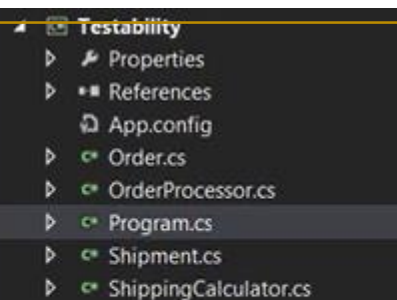 Testability
Properties
References
App.config
Order.cs
OrderProcessor.cs
Program.cs
Shipment.cs
ShippingCalculator.cs